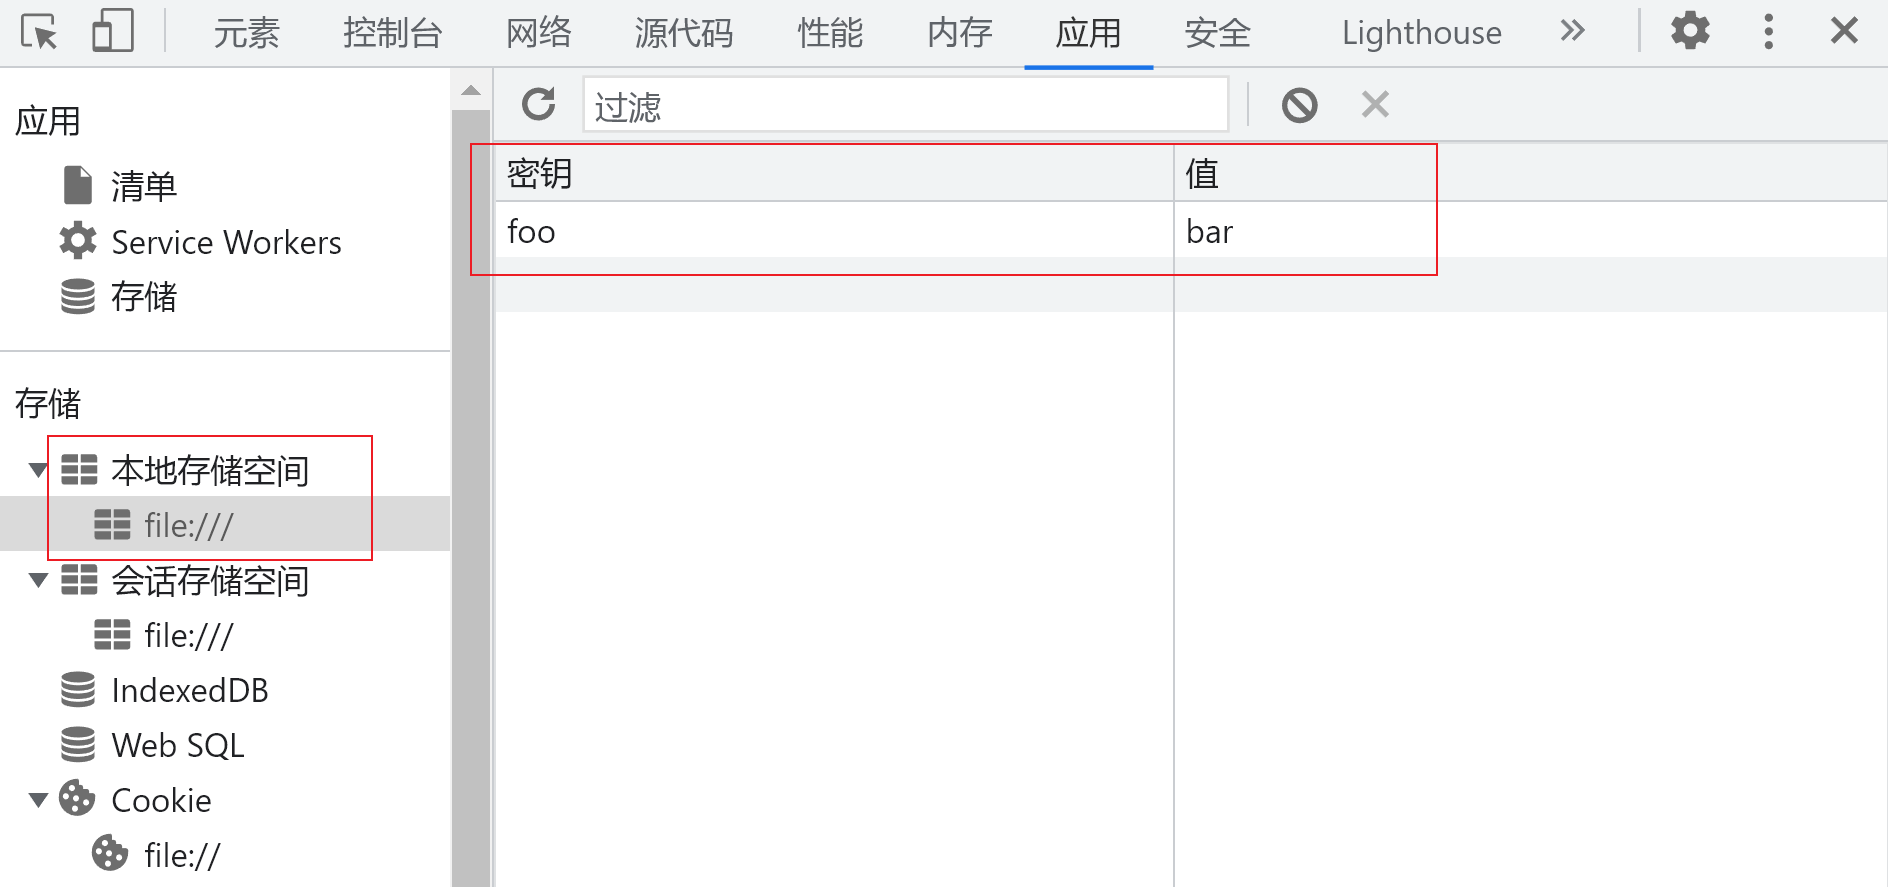 元素 控制台 网络 源代码 性能 内存 应用 安全 Lighthouse
过滤
应用
清单
Service Workers
存储
存储
本地存储空间
file:///
会话存储空间
file:///
IndexedDB
Web SQL
Cookie
file://
密钥 值
foo bar